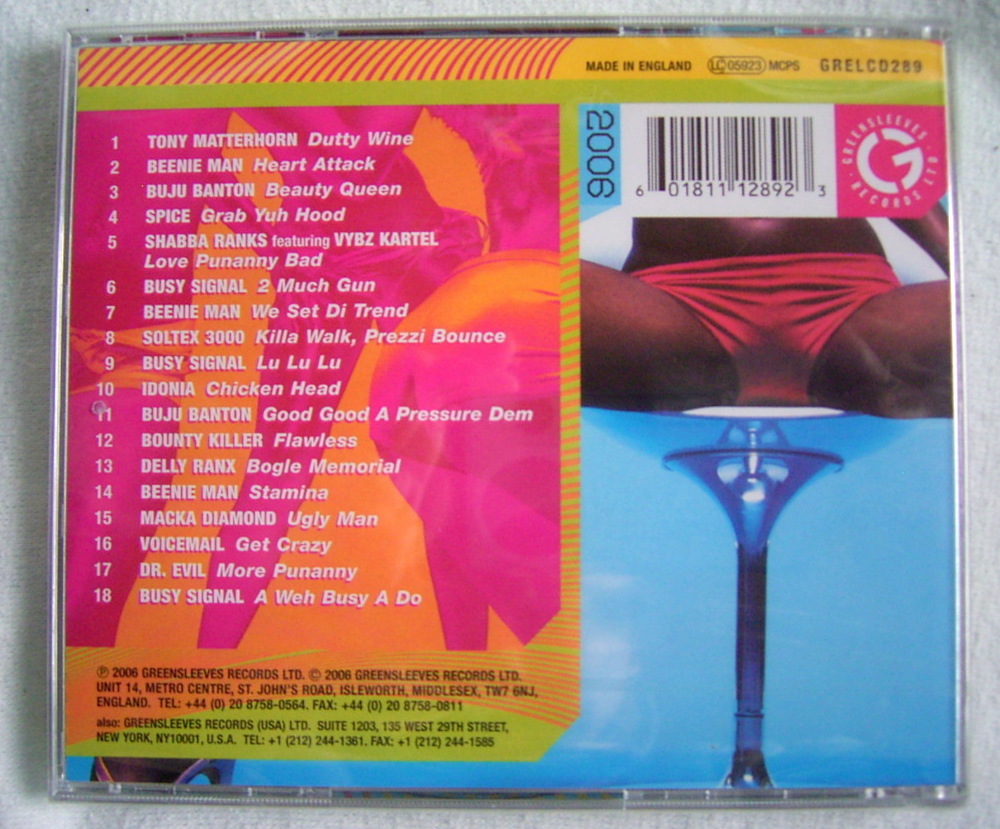 MADE IN ENGLAND LC 05923 MCPS GRELCD289
1 TONY MATTERHORN Dutty Wine
2 BEENIE MAN Heart Attack
3 BUJU BANTON Beauty Queen
4 SPICE Grab Yuh Hood
5 SHABBA RANKS featuring VYBZ KARTEL
Love Punanny Bad
6 BUSY SIGNAL 2 Much Gun
7 BEENIE MAN We Set Di Trend
8 SOLTEX 3000 Killa Walk, Prezzi Bounce
9 BUSY SIGNAL Lu Lu Lu
10 IDONIA Chicken Head
11 BUJU BANTON Good Good A Pressure Dem
12 BOUNTY KILLER Flawless
13 DELLY RANX Bogle Memorial
14 BEENIE MAN Stamina
15 MACKA DIAMOND Ugly Man
16 VOICEMAIL Get Crazy
17 DR. EVIL More Punanny
18 BUSY SIGNAL A Weh Busy A Do
2006
6 01811 12892 3
GREENSLEEVES RECORDS LTD
G
℗ 2006 GREENSLEEVES RECORDS LTD. © 2006 GREENSLEEVES RECORDS LTD.
UNIT 14, METRO CENTRE, ST. JOHN'S ROAD, ISLEWORTH, MIDDLESEX, TW7 6NJ,
ENGLAND. TEL: +44 (0) 20 8758-0564. FAX: +44 (0) 20 8758-0811
also: GREENSLEEVES RECORDS (USA) LTD. SUITE 1203, 135 WEST 29TH STREET,
NEW YORK, NY10001, U.S.A. TEL: +1 (212) 244-1361. FAX: +1 (212) 244-1585